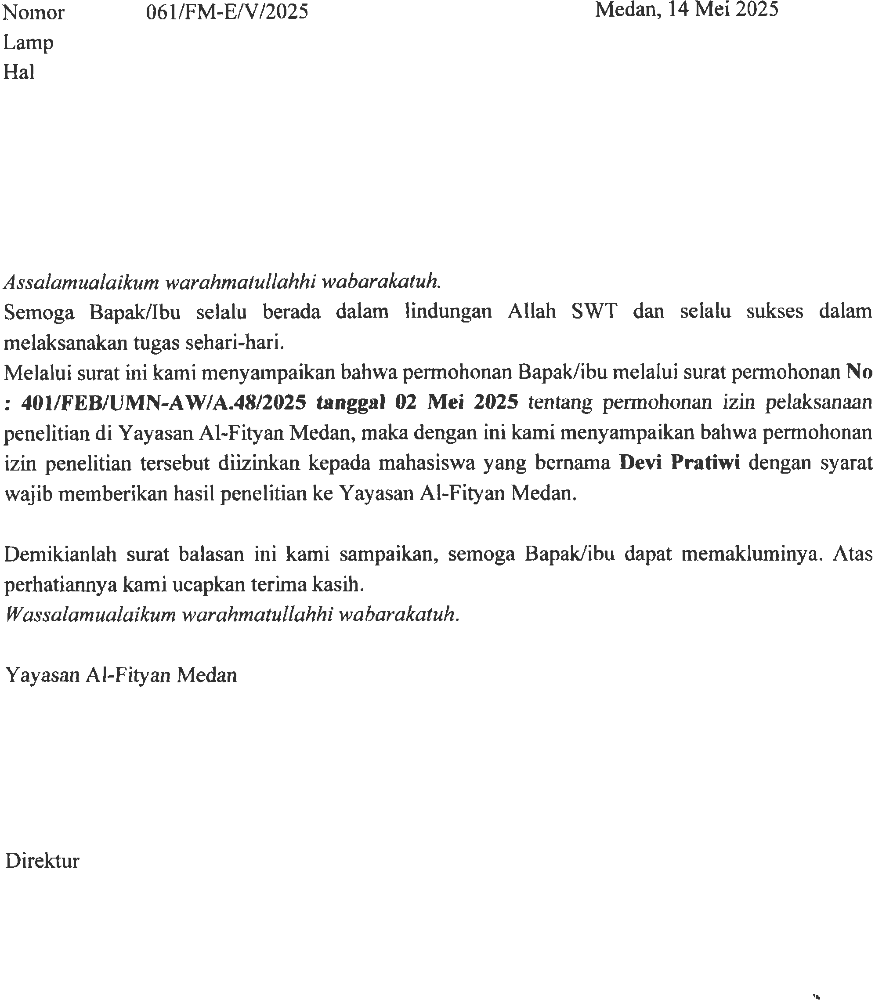 Nomor 061/FM-E/V/2025 Medan, 14 Mei 2025
Lamp
Hal
Assalamualaikum warahmatullahhi wabarakatuh.
Semoga Bapak/Ibu selalu berada dalam lindungan Allah SWT dan selalu sukses dalam
melaksanakan tugas sehari-hari.
Melalui surat ini kami menyampaikan bahwa permohonan Bapak/ibu melalui surat permohonan No
: 401/FEB/UMN-AW/A.48/2025 tanggal 02 Mei 2025 tentang permohonan izin pelaksanaan
penelitian di Yayasan Al-Fityan Medan, maka dengan ini kami menyampaikan bahwa permohonan
izin penelitian tersebut diizinkan kepada mahasiswa yang bernama Devi Pratiwi dengan syarat
wajib memberikan hasil penelitian ke Yayasan Al-Fityan Medan.
Demikianlah surat balasan ini kami sampaikan, semoga Bapak/ibu dapat memakluminya. Atas
perhatiannya kami ucapkan terima kasih.
Wassalamualaikum warahmatullahhi wabarakatuh.
Yayasan Al-Fityan Medan
Direktur